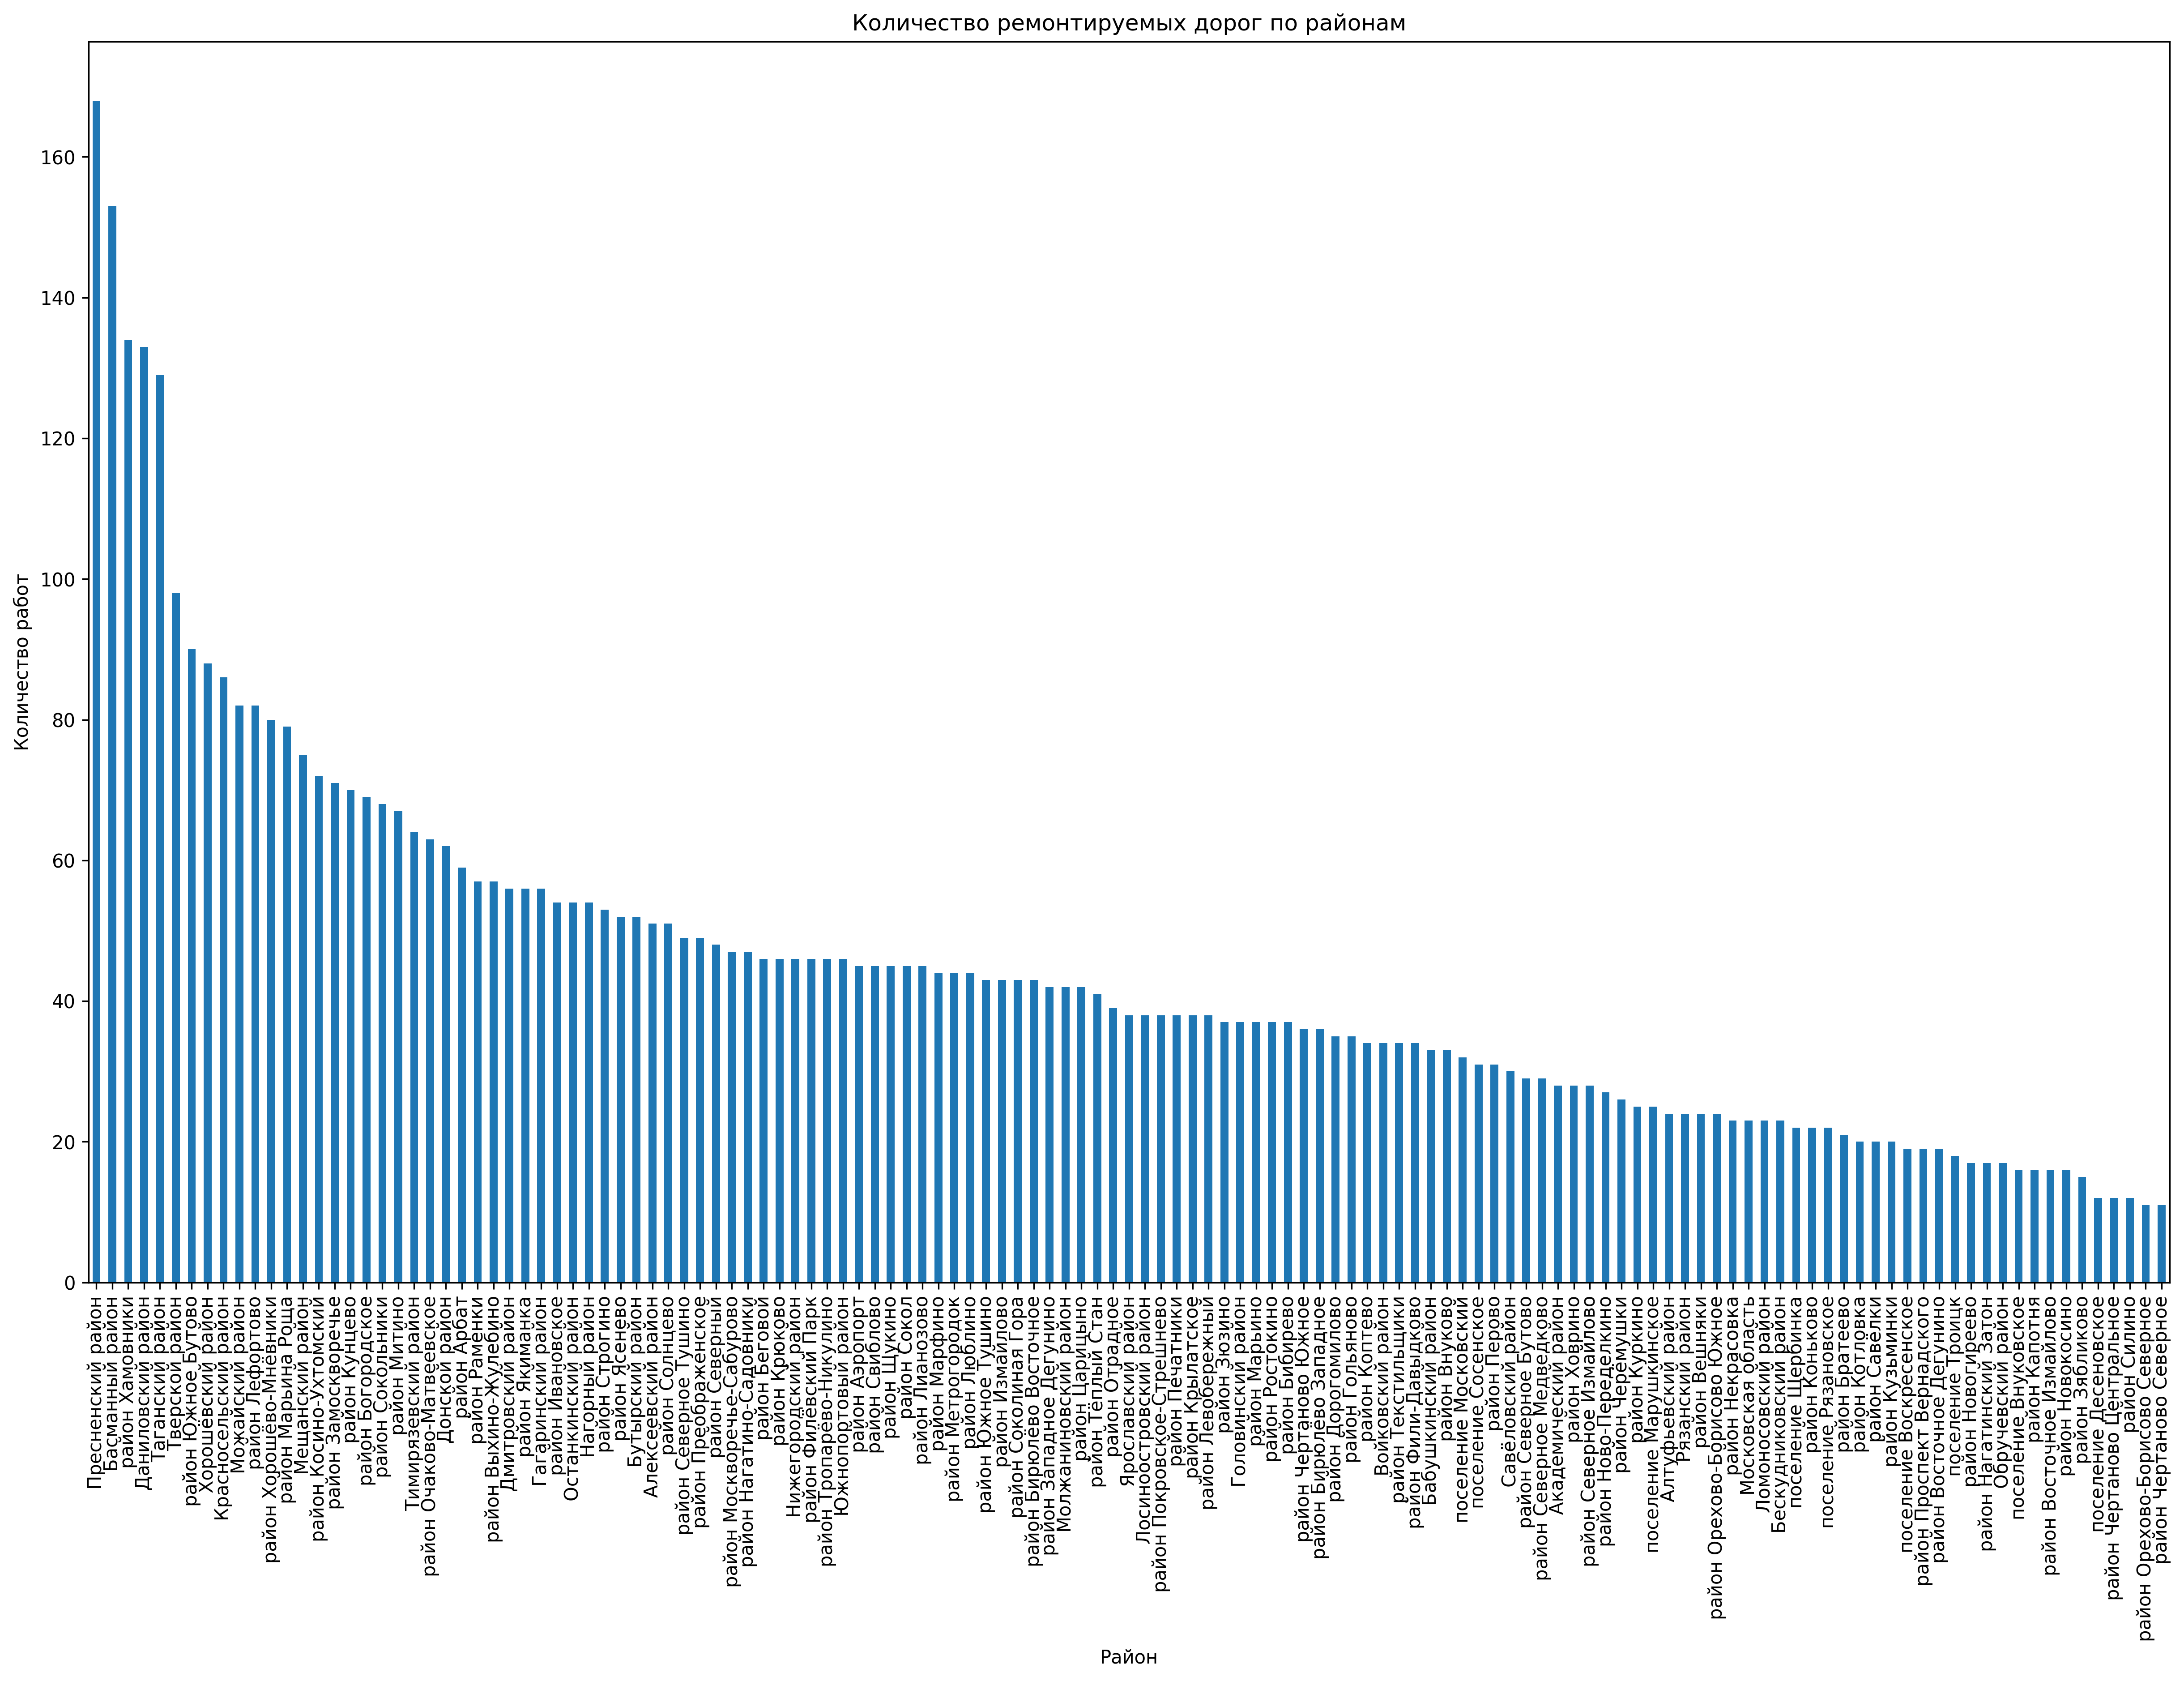 Количество ремонтируемых дорог по районам
Количество работ
160
140
120
100
80
60
40
20
0
Пресненский район
Басманный район
район Хамовники
Даниловский район
Таганский район
Тверской район
район Южное Бутово
Хорошёвский район
Красносельский район
Можайский район
район Лефортово
район Хорошёво-Мнёвники
район Марьина Роща
Мещанский район
район Косино-Ухтомский
район Замоскворечье
район Кунцево
район Богородское
район Сокольники
район Митино
Тимирязевский район
район Очаково-Матвеевское
Донской район
район Арбат
район Раменки
район Выхино-Жулебино
Дмитровский район
район Якиманка
Гагаринский район
район Ивановское
Останкинский район
Нагорный район
район Строгино
район Ясенево
Бутырский район
Алексеевский район
район Солнцево
район Северное Тушино
район Преображенское
район Северный
район Москворечье-Сабурово
район Нагатино-Садовники
район Беговой
район Крюково
Нижегородский район
район Филёвский Парк
район Тропарёво-Никулино
Южнопортовый район
район Аэропорт
район Свиблово
район Щукино
район Сокол
район Лианозово
район Марфино
район Метрогородок
район Люблино
район Южное Тушино
район Измайлово
район Соколиная Гора
район Бирюлёво Восточное
район Западное Дегунино
Молжаниновский район
район Царицыно
район Тёплый Стан
район Отрадное
Ярославский район
Лосиноостровский район
район Покровское-Стрешнево
район Печатники
район Крылатское
район Левобережный
район Зюзино
Головинский район
район Марьино
район Ростокино
район Бибирево
район Чертаново Южное
район Бирюлёво Западное
район Дорогомилово
район Гольяново
район Коптево
Войковский район
район Текстильщики
район Фили-Давыдково
Бабушкинский район
район Внуково
поселение Московский
поселение Сосенское
район Перово
Савёловский район
район Северное Бутово
район Северное Медведково
Академический район
район Ховрино
район Северное Измайлово
район Ново-Переделкино
район Черёмушки
район Куркино
поселение Марушкинское
Алтуфьевский район
Рязанский район
район Вешняки
район Орехово-Борисово Южное
район Некрасовка
Московская область
Ломоносовский район
Бескудниковский район
поселение Щербинка
район Коньково
поселение Рязановское
район Братеево
район Котловка
район Савёлки
район Кузьминки
поселение Воскресенское
район Проспект Вернадского
район Восточное Дегунино
поселение Троицк
район Новогиреево
район Нагатинский Затон
Обручевский район
поселение Внуковское
район Капотня
район Восточное Измайлово
район Новокосино
район Зябликово
поселение Десеновское
район Чертаново Центральное
район Силино
район Орехово-Борисово Северное
район Чертаново Северное
Район